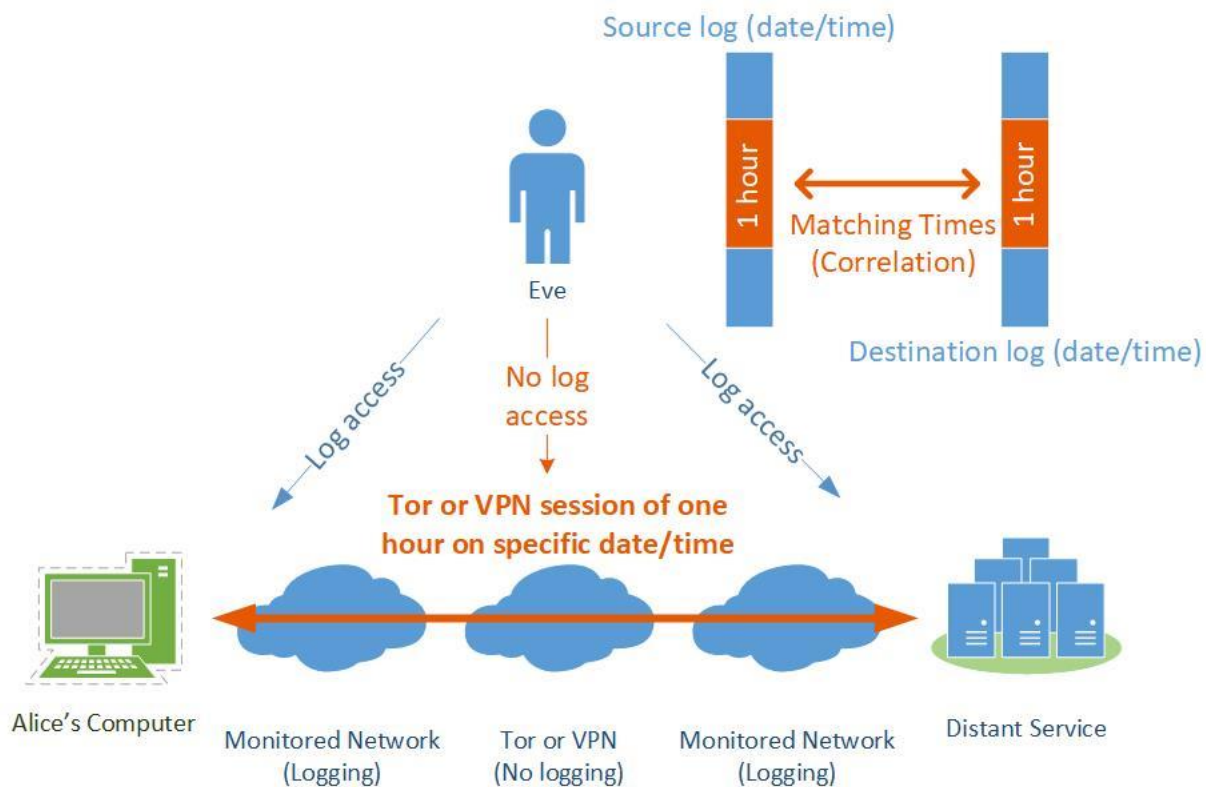 Source log (date/time)
1 hour
1 hour
Matching Times
(Correlation)
Destination log (date/time)
Eve
Log access
No log
access
Log access
Tor or VPN session of one
hour on specific date/time
Alice's Computer
Monitored Network
(Logging)
Tor or VPN
(No logging)
Monitored Network
(Logging)
Distant Service